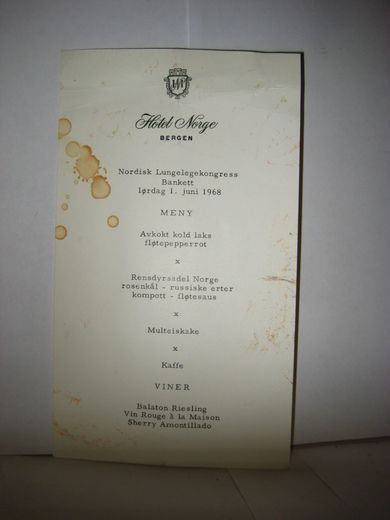 Hotel Norge
BERGEN
Nordisk Lungelegekongress
Bankett
lørdag 1. juni 1968
MENY
Avkokt kold laks
fløtepepperrot
x
Rensdyrsadel Norge
rosenkål - russiske erter
kompott - fløtesaus
x
Multeiskake
x
Kaffe
VINER
Balaton Riesling
Vin Rouge à la Maison
Sherry Amontillado